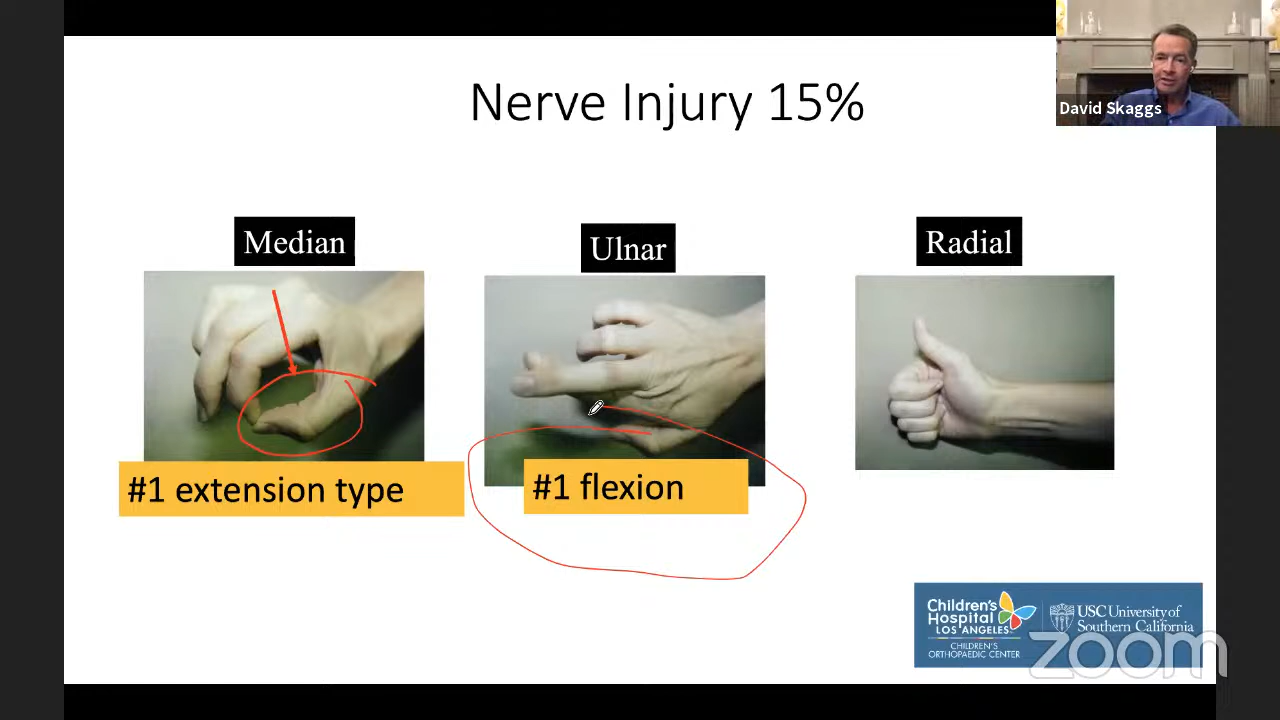 Nerve Injury 15%
David Skaggs
Median
Ulnar
Radial
#1 extension type
#1 flexion
Children's
Hospital
LOS ANGELES
CHILDREN'S
ORTHOPAEDIC CENTER
USC University of
Southern California
zoom